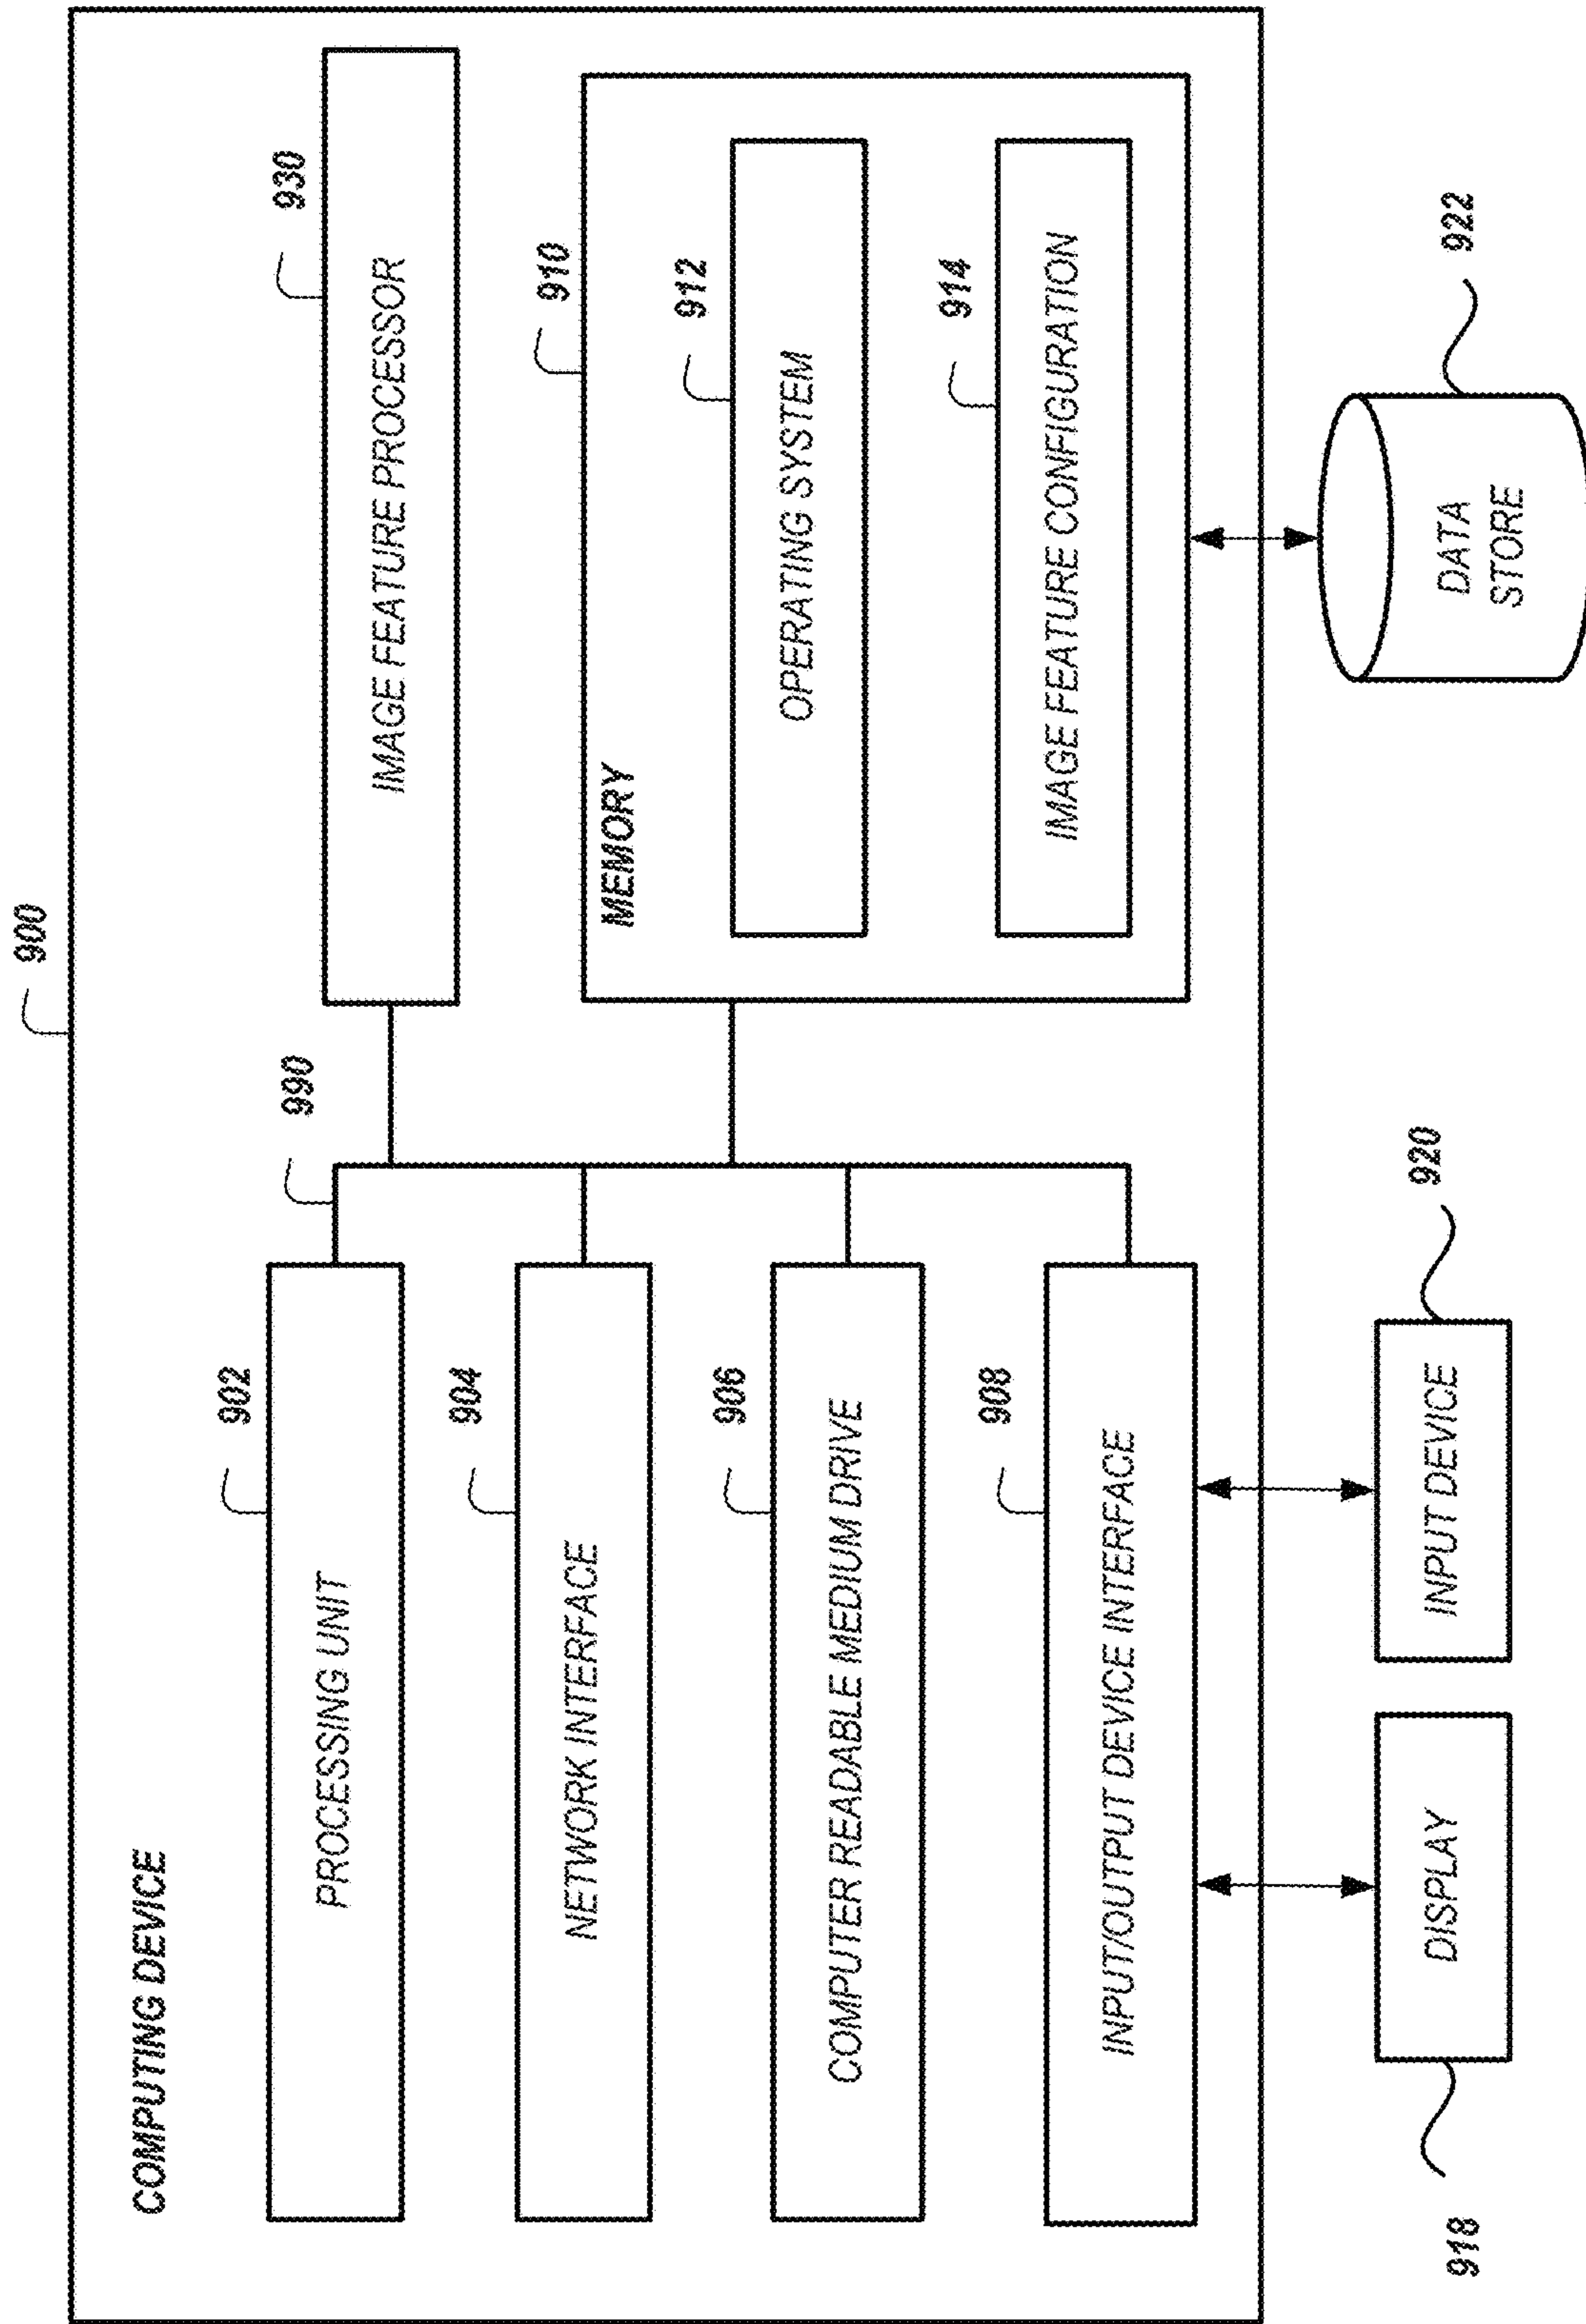 900
COMPUTING DEVICE
902
PROCESSING UNIT
904
NETWORK INTERFACE
906
COMPUTER READABLE MEDIUM DRIVE
908
INPUT/OUTPUT DEVICE INTERFACE
990
930
IMAGE FEATURE PROCESSOR
910
MEMORY
912
OPERATING SYSTEM
914
IMAGE FEATURE CONFIGURATION
918
DISPLAY
920
INPUT DEVICE
922
DATA
STORE